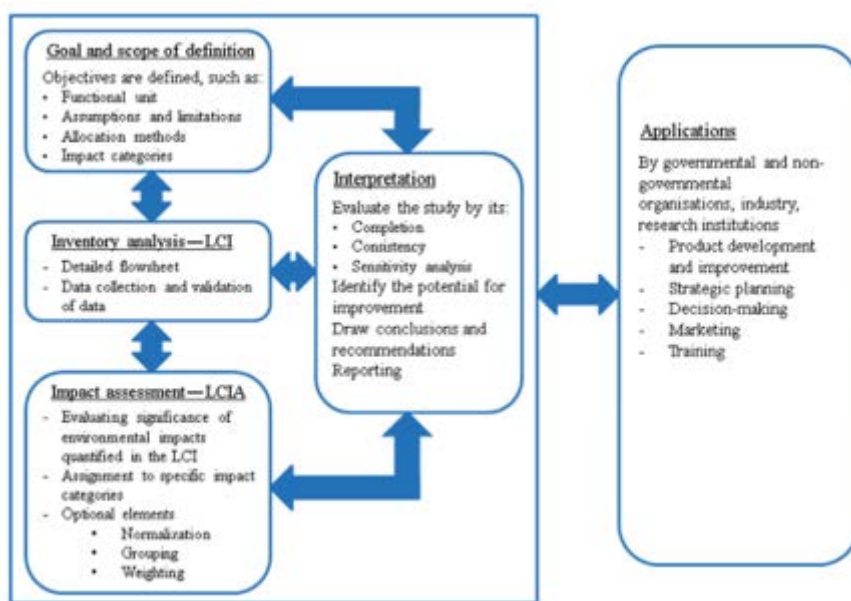 Goal and scope of definition
Objectives are defined, such as:
• Functional unit
• Assumptions and limitations
• Allocation methods
• Impact categories
Inventory analysis—LCI
- Detailed flowsheet
- Data collection and validation
of data
Impact assessment—LCIA
- Evaluating significance of
environmental impacts
quantified in the LCI
- Assignment to specific impact
categories
- Optional elements
• Normalization
• Grouping
• Weighting
Interpretation
Evaluate the study by its:
• Completion
• Consistency
• Sensitivity analysis
Identify the potential for
improvement
Draw conclusions and
recommendations
Reporting
Applications
By governmental and non-
governmental
organisations, industry,
research institutions
- Product development
and improvement
- Strategic planning
- Decision-making
- Marketing
- Training